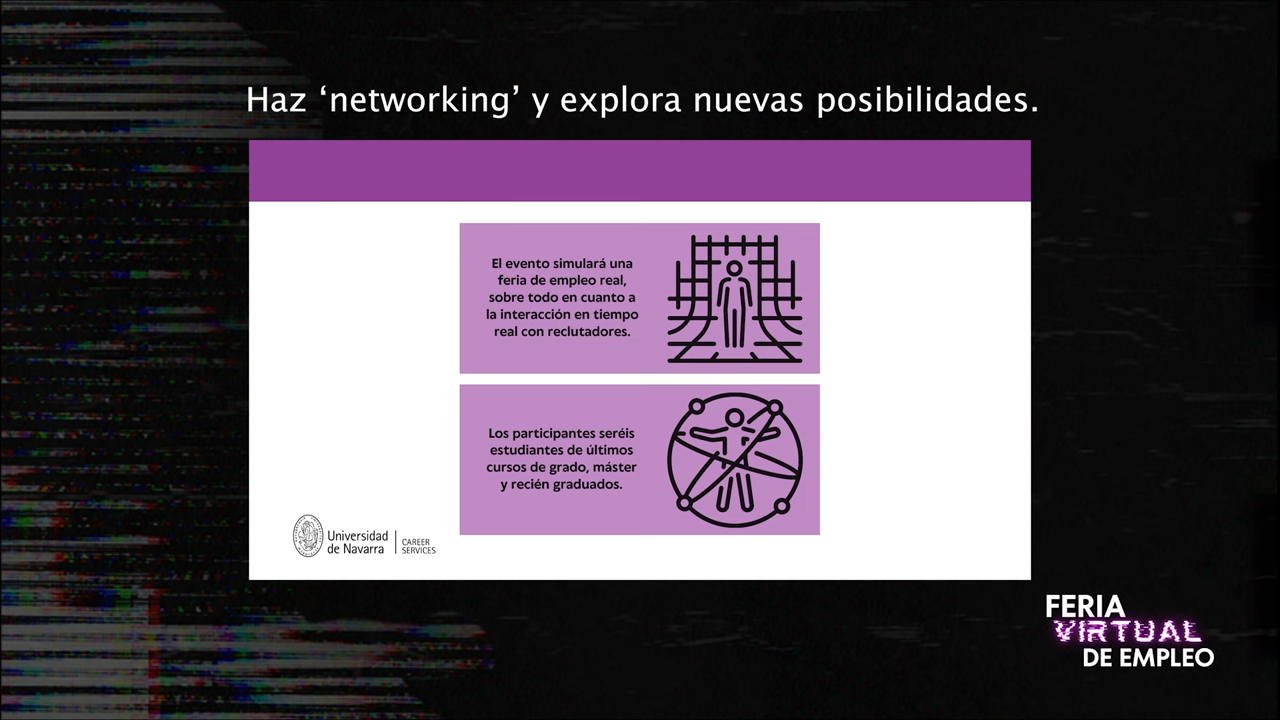 Haz ‘networking’ y explora nuevas posibilidades.
El evento simulará una
feria de empleo real,
sobre todo en cuanto a
la interacción en tiempo
real con reclutadores.
Los participantes seréis
estudiantes de últimos
cursos de grado, máster
y recién graduados.
Universidad
de Navarra
CAREER
SERVICES
FERIA
VIRTUAL
DE EMPLEO